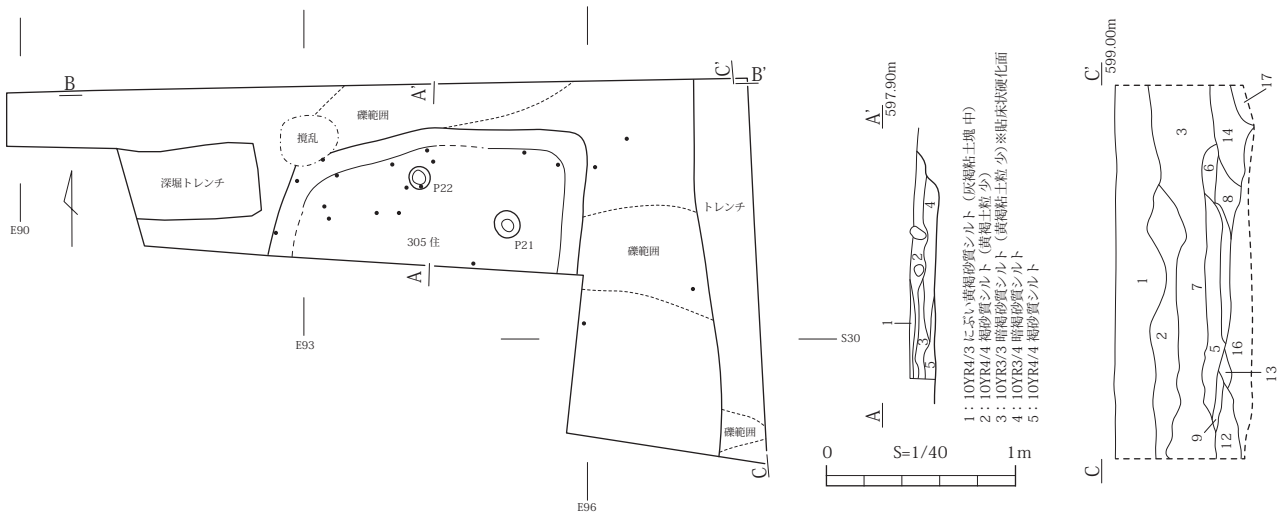 B
A'
C'
B'
礫範囲
撹乱
深堀トレンチ
P22
トレンチ
E90
305 住
P21
礫範囲
A
E93
S30
礫範囲
C
E96
A'
597.90m
4
2
1
3
5
A
1：10YR4/3 にぶい黄褐砂質シルト（灰褐粘土塊 中）
2：10YR4/4 褐砂質シルト（黄褐土粒 少）
3：10YR3/3 暗褐砂質シルト（黄褐粘土粒 少）※貼床状硬化面
4：10YR3/4 暗褐砂質シルト
5：10YR4/4 褐砂質シルト
0 S=1/40 1m
C'
599.00m
17
3
14
6
8
1
7
2
5
16
13
9
12
C